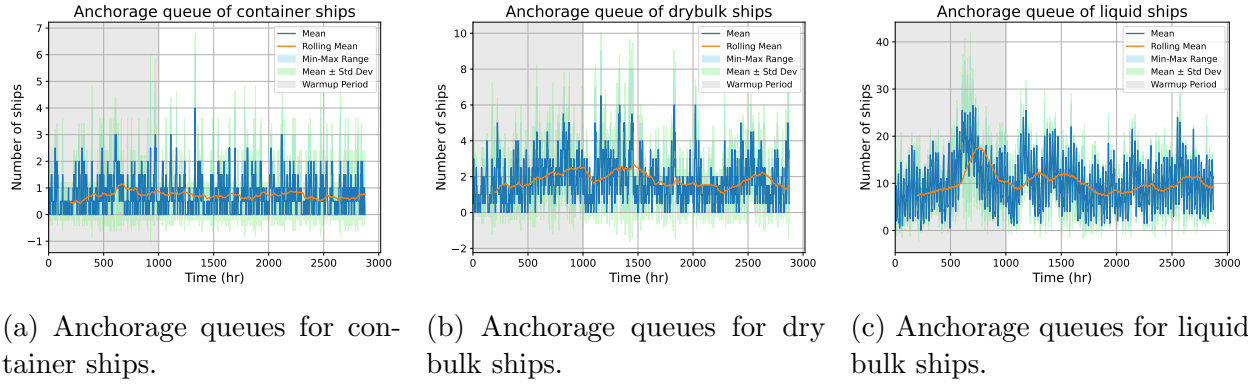 Anchorage queue of container ships
Mean
Rolling Mean
Min-Max Range
Mean ± Std Dev
Warmup Period
Number of ships
7
6
5
4
3
2
1
0
−1
0 500 1000 1500 2000 2500 3000
Time (hr)
(a) Anchorage queues for con-
tainer ships.
Anchorage queue of drybulk ships
Mean
Rolling Mean
Min-Max Range
Mean ± Std Dev
Warmup Period
Number of ships
10
8
6
4
2
0
−2
0 500 1000 1500 2000 2500 3000
Time (hr)
(b) Anchorage queues for dry
bulk ships.
Anchorage queue of liquid ships
Mean
Rolling Mean
Min-Max Range
Mean ± Std Dev
Warmup Period
Number of ships
40
30
20
10
0
0 500 1000 1500 2000 2500 3000
Time (hr)
(c) Anchorage queues for liquid
bulk ships.